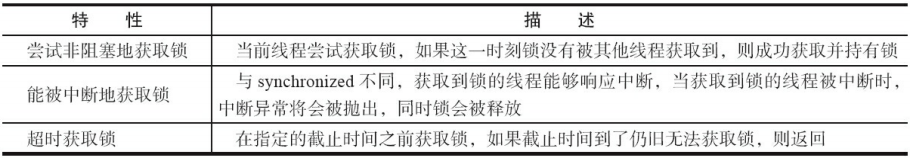 特 性 描 述
尝试非阻塞地获取锁 当前线程尝试获取锁，如果这一时刻锁没有被其他线程获取到，则成功获取并持有锁
能被中断地获取锁 与 synchronized 不同，获取到锁的线程能够响应中断，当获取到锁的线程被中断时，
中断异常将会被抛出，同时锁会被释放
超时获取锁 在指定的截止时间之前获取锁，如果截止时间到了仍旧无法获取锁，则返回